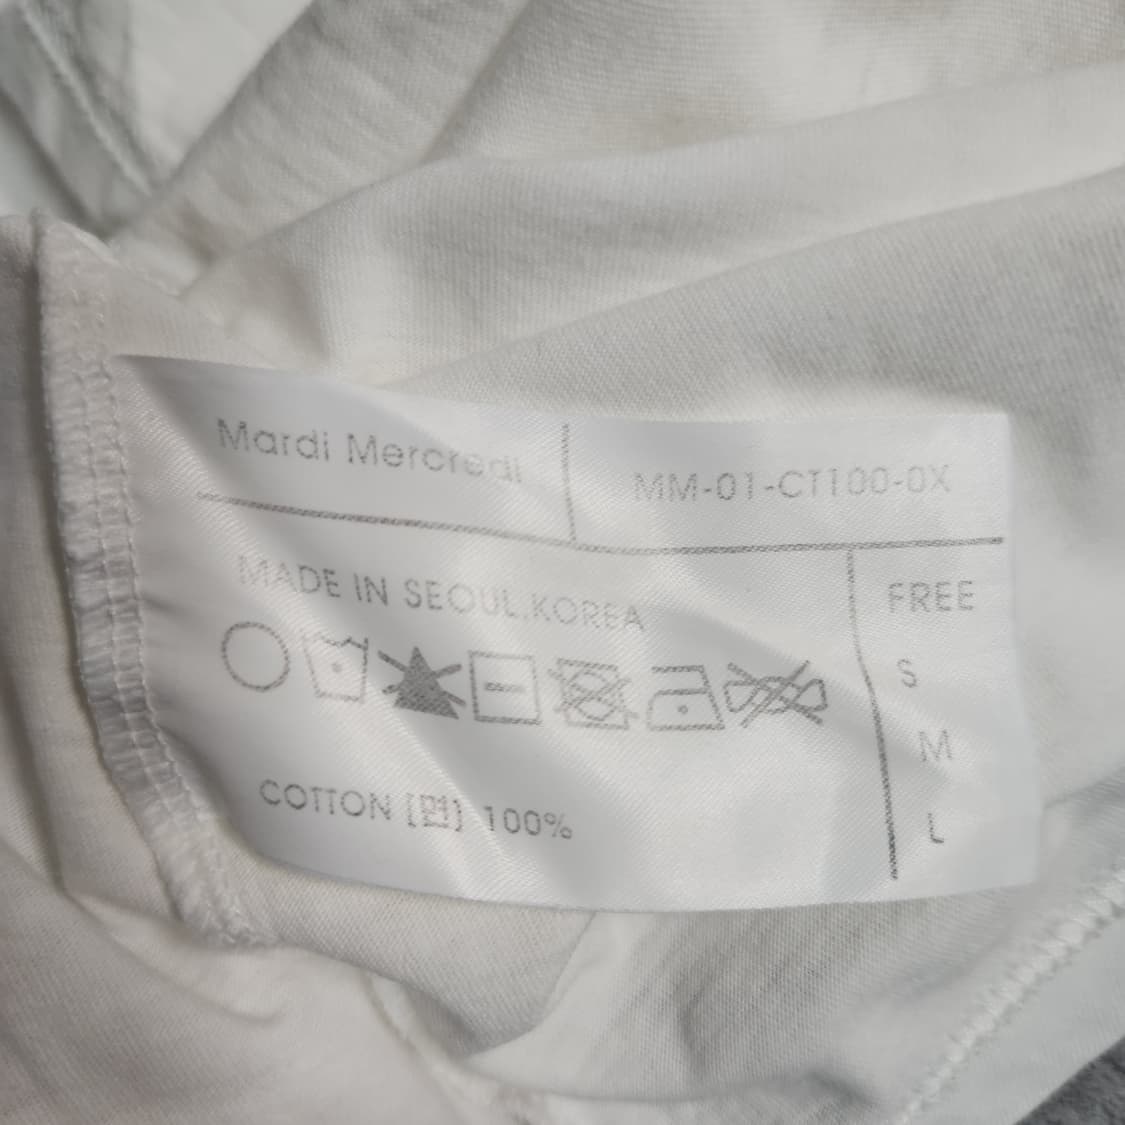 Mardi Mercredi
MM-01-CT100-0X
MADE IN SEOUL,KOREA
FREE
S
M
L
COTTON [면] 100%